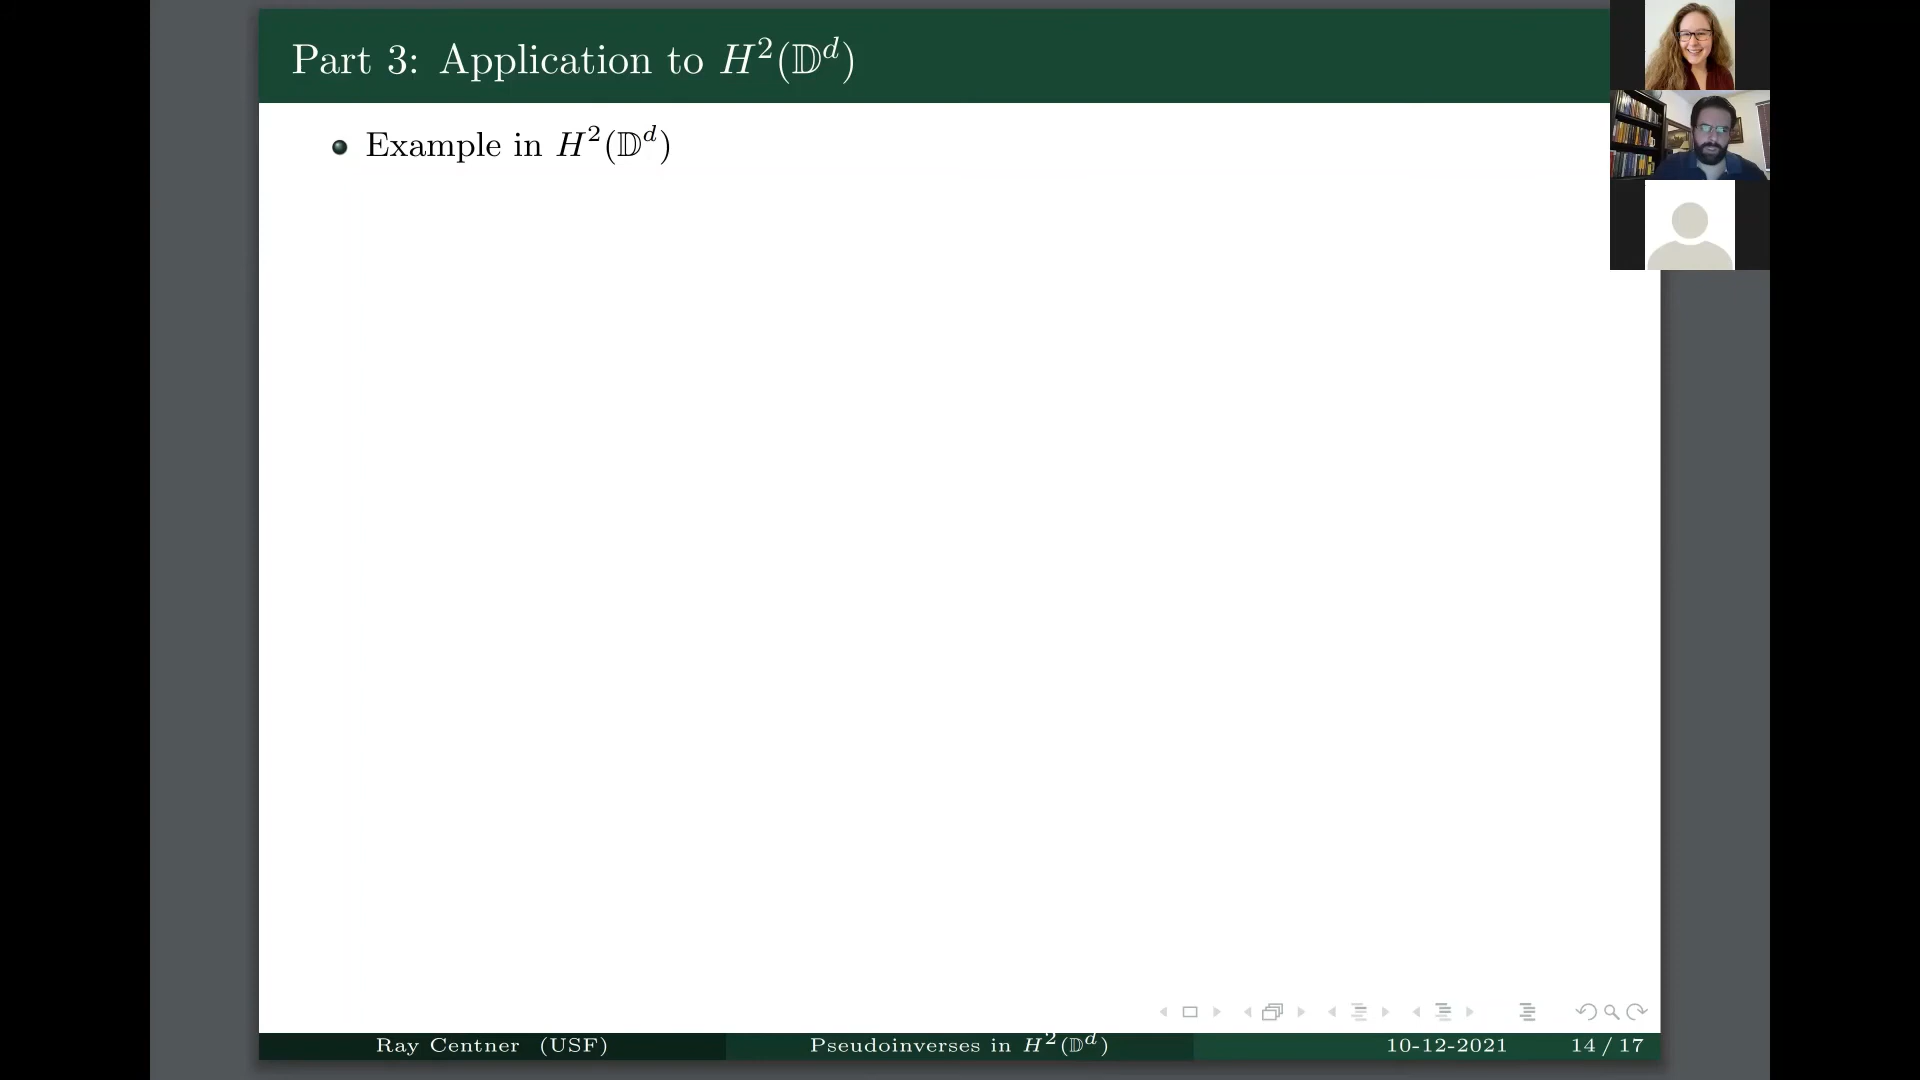 Part 3: Application to H²(𝔻ᵈ)
Example in H²(𝔻ᵈ)
Ray Centner (USF)
Pseudoinverses in H²(𝔻ᵈ)
10-12-2021
14 / 17